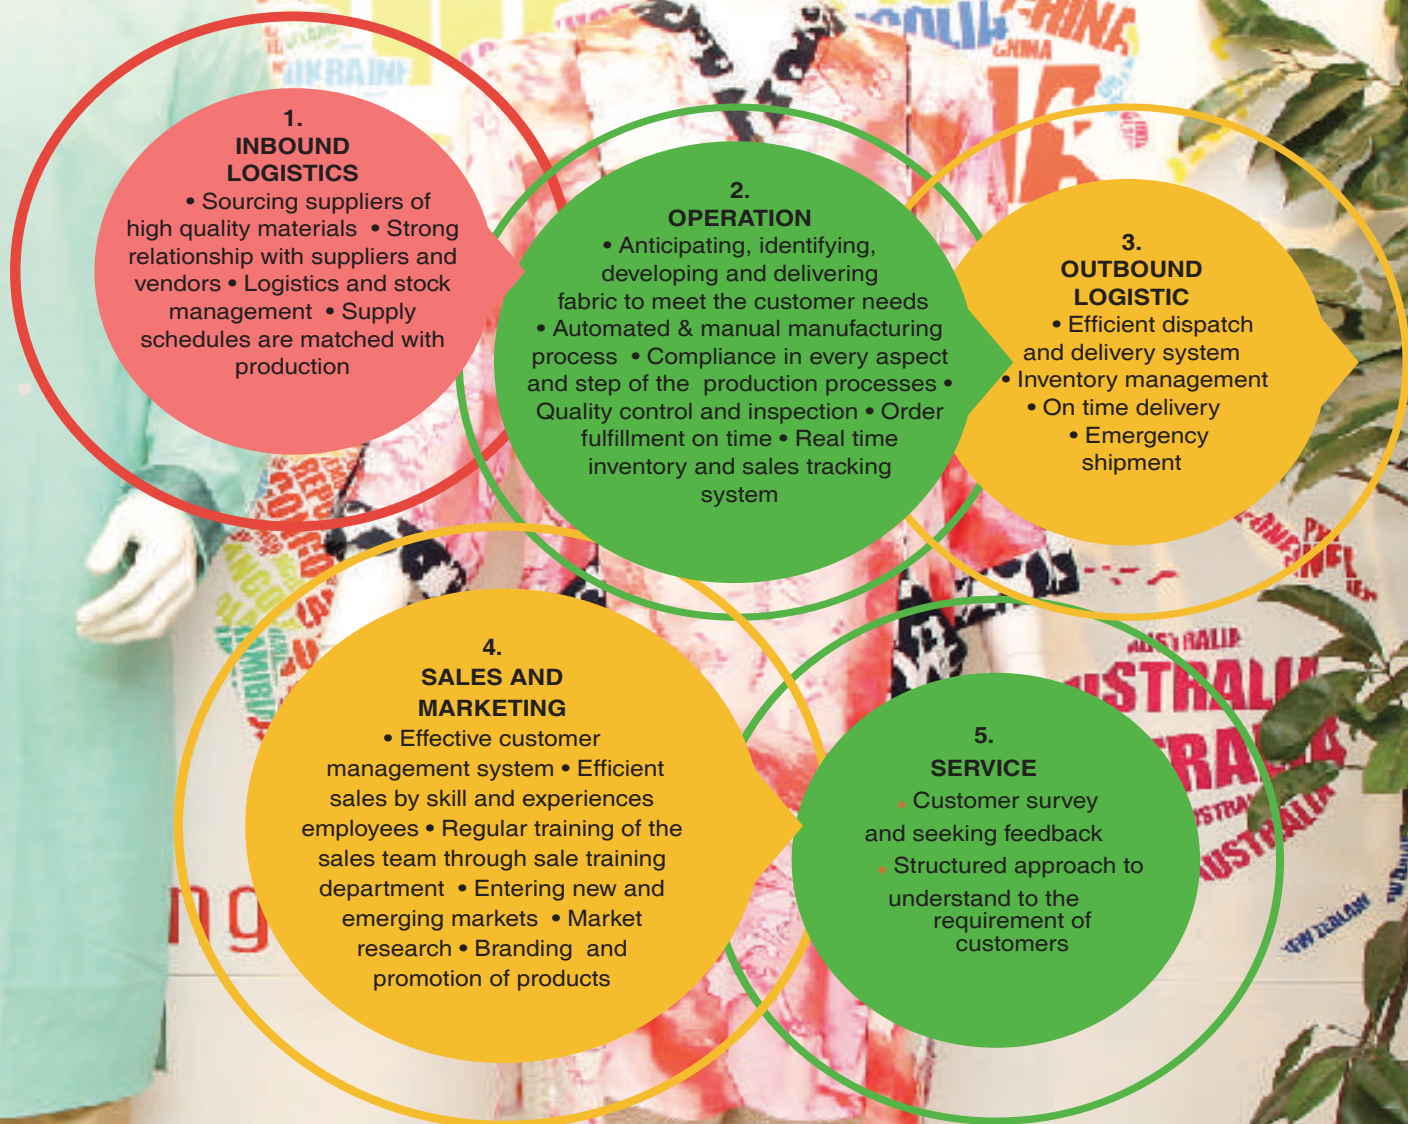 UKRAINE
CHINA
CHINA
1.
INBOUND
LOGISTICS
• Sourcing suppliers of
high quality materials • Strong
relationship with suppliers and
vendors • Logistics and stock
management • Supply
schedules are matched with
production
2.
OPERATION
• Anticipating, identifying,
developing and delivering
fabric to meet the customer needs
• Automated & manual manufacturing
process • Compliance in every aspect
and step of the production processes •
Quality control and inspection • Order
fulfillment on time • Real time
inventory and sales tracking
system
3.
OUTBOUND
LOGISTIC
• Efficient dispatch
and delivery system
• Inventory management
• On time delivery
• Emergency
shipment
4.
SALES AND
MARKETING
• Effective customer
management system • Efficient
sales by skill and experiences
employees • Regular training of the
sales team through sale training
department • Entering new and
emerging markets • Market
research • Branding and
promotion of products
5.
SERVICE
• Customer survey
and seeking feedback
• Structured approach to
understand to the
requirement of
customers
AUSTRALIA
USTRALIA
AUSTRALIA
NEW ZEALAND
ng